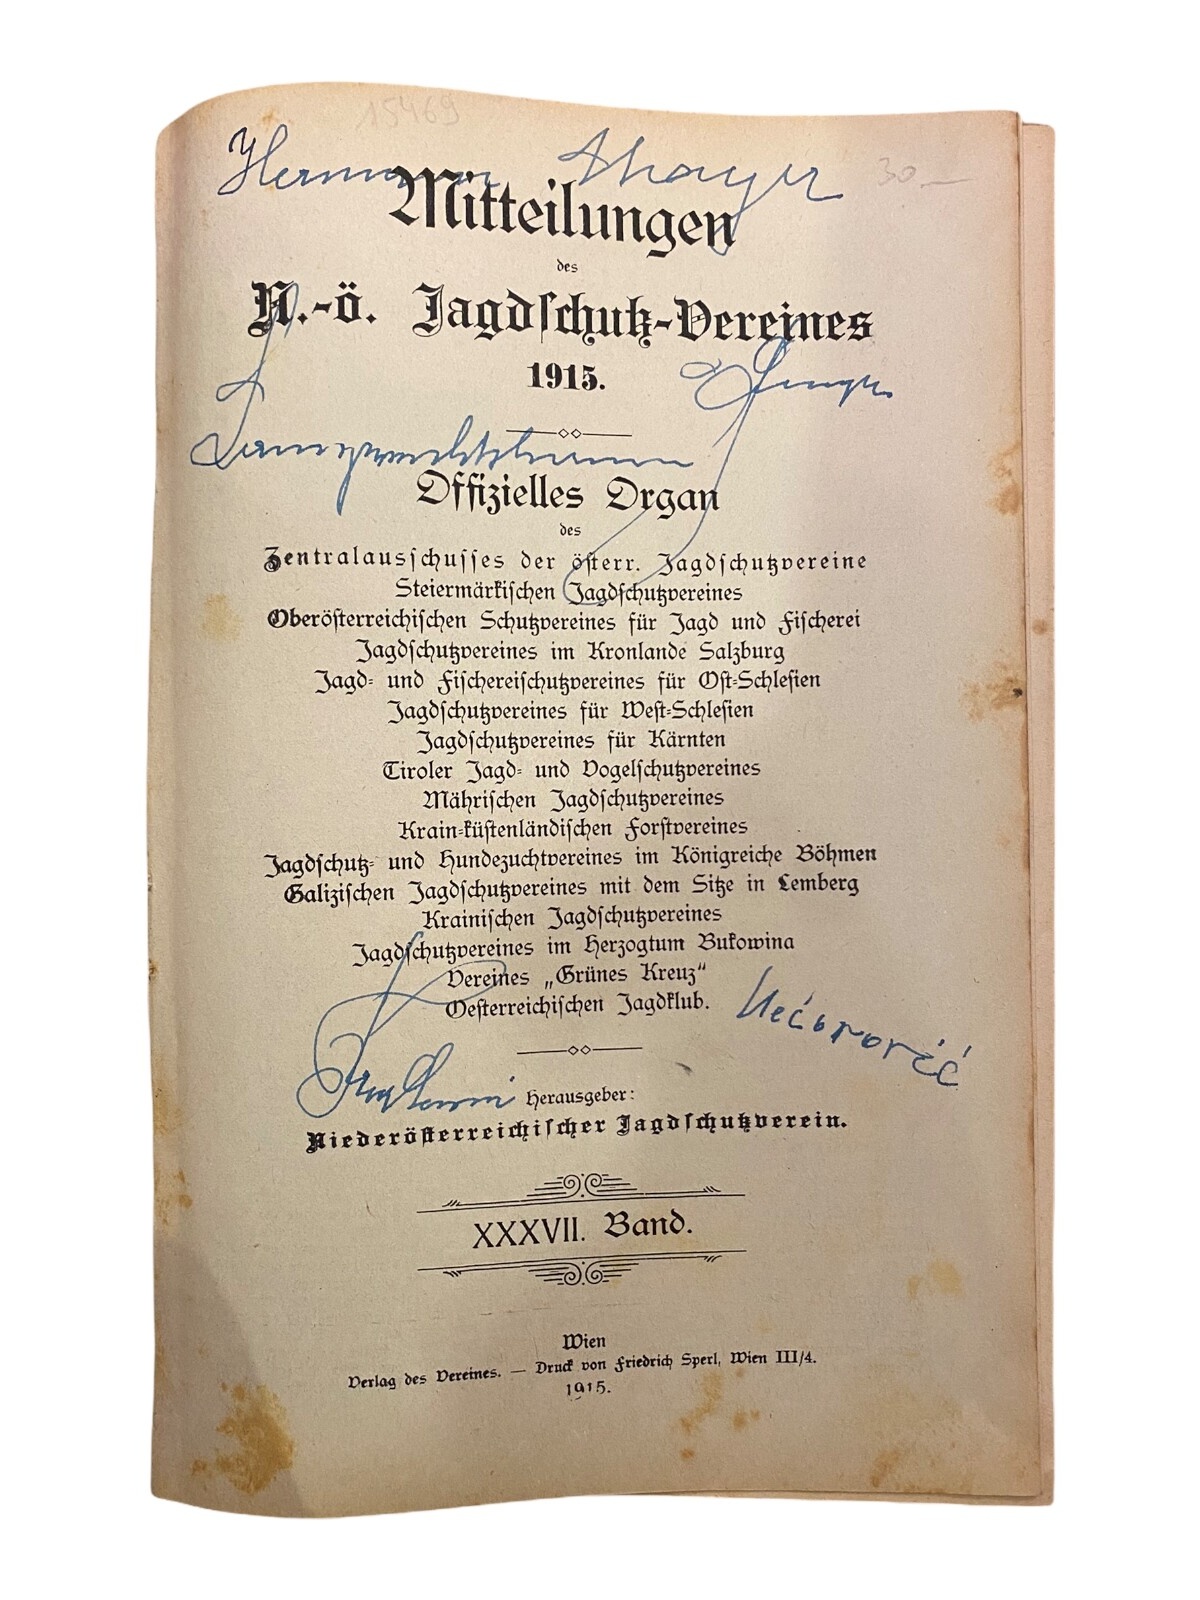 15469
Hermann
30.—
Mitteilungen
des
N.-ö. Jagdschutz-Vereines
1915.
Offizielles Organ
des
Zentralausschusses der österr. Jagdschutzvereine
Steiermärkischen Jagdschutzvereines
Oberösterreichischen Schutzvereines für Jagd und Fischerei
Jagdschutzvereines im Kronlande Salzburg
Jagd- und Fischereischutzvereines für Ost-Schlesien
Jagdschutzvereines für West-Schlesien
Jagdschutzvereines für Kärnten
Tiroler Jagd- und Vogelschutzvereines
Mährischen Jagdschutzvereines
Krain-küstenländischen Forstvereines
Jagdschutz- und Hundezuchtvereines im Königreiche Böhmen
Galizischen Jagdschutzvereines mit dem Sitze in Lemberg
Krainischen Jagdschutzvereines
Jagdschutzvereines im Herzogtum Bukowina
Vereines „Grünes Kreuz“
Oesterreichischen Jagdklub.
Herausgeber:
Niederösterreichischer Jagdschutzverein.
XXXVII. Band.
Wien
Verlag des Vereines. — Druck von Friedrich Sperl, Wien III/4.
1915.